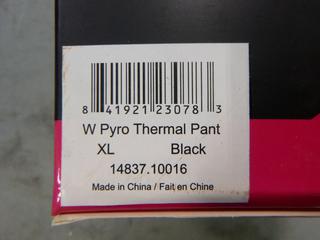 8 41921 23078 3
W Pyro Thermal Pant
XL Black
14837.10016
Made in China / Fait en Chine